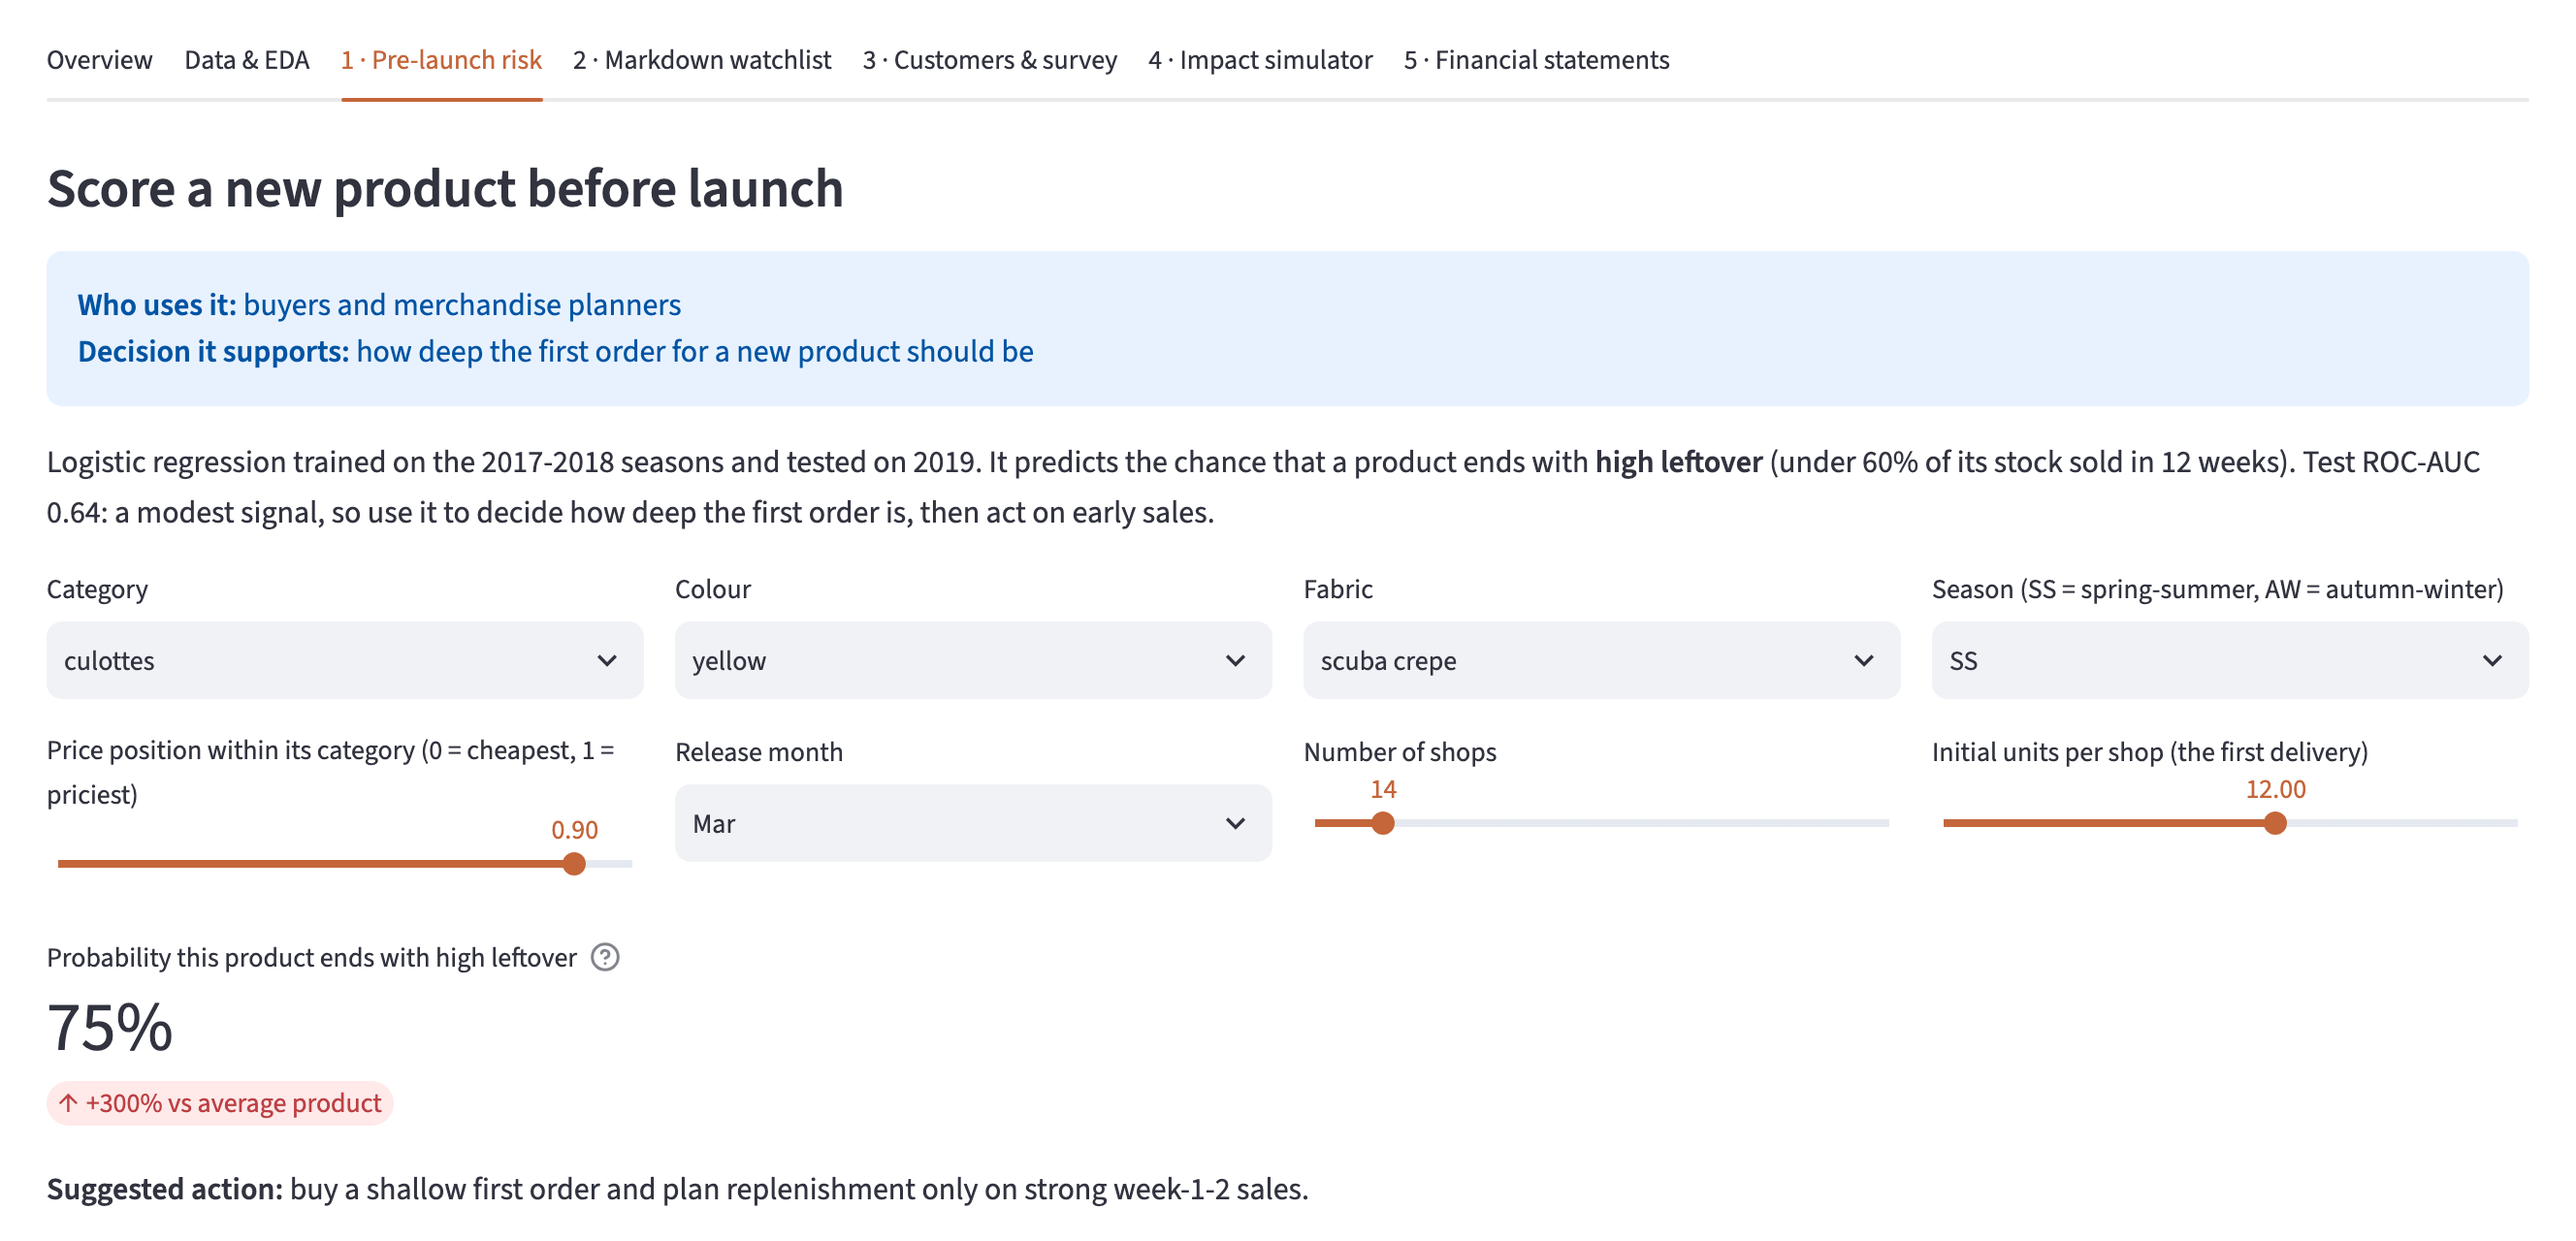 Overview Data & EDA 1 · Pre-launch risk 2 · Markdown watchlist 3 · Customers & survey 4 · Impact simulator 5 · Financial statements
Score a new product before launch
Who uses it: buyers and merchandise planners
Decision it supports: how deep the first order for a new product should be
Logistic regression trained on the 2017-2018 seasons and tested on 2019. It predicts the chance that a product ends with high leftover (under 60% of its stock sold in 12 weeks). Test ROC-AUC
0.64: a modest signal, so use it to decide how deep the first order is, then act on early sales.
Category Colour Fabric Season (SS = spring-summer, AW = autumn-winter)
culottes yellow scuba crepe SS
Price position within its category (0 = cheapest, 1 =
priciest)
0.90
Release month
Mar
Number of shops
14
Initial units per shop (the first delivery)
12.00
Probability this product ends with high leftover ?
75%
↑ +300% vs average product
Suggested action: buy a shallow first order and plan replenishment only on strong week-1-2 sales.